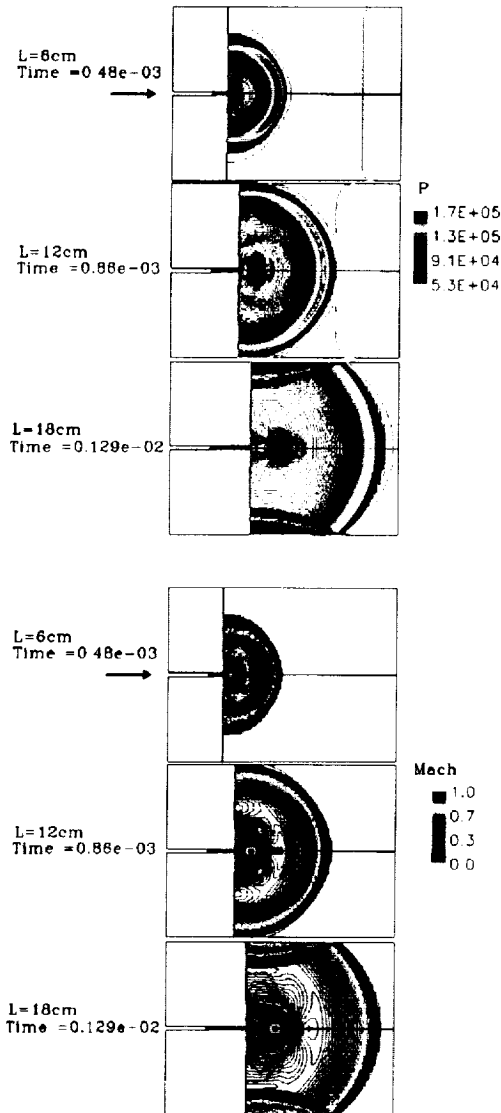 L=6cm
Time =0.48e-03
P
1.7E+05
1.3E+05
9.1E+04
5.3E+04
L=12cm
Time =0.86e-03
L=18cm
Time =0.129e-02
L=6cm
Time =0.48e-03
Mach
1.0
0.7
0.3
0.0
L=12cm
Time =0.86e-03
L=18cm
Time =0.129e-02